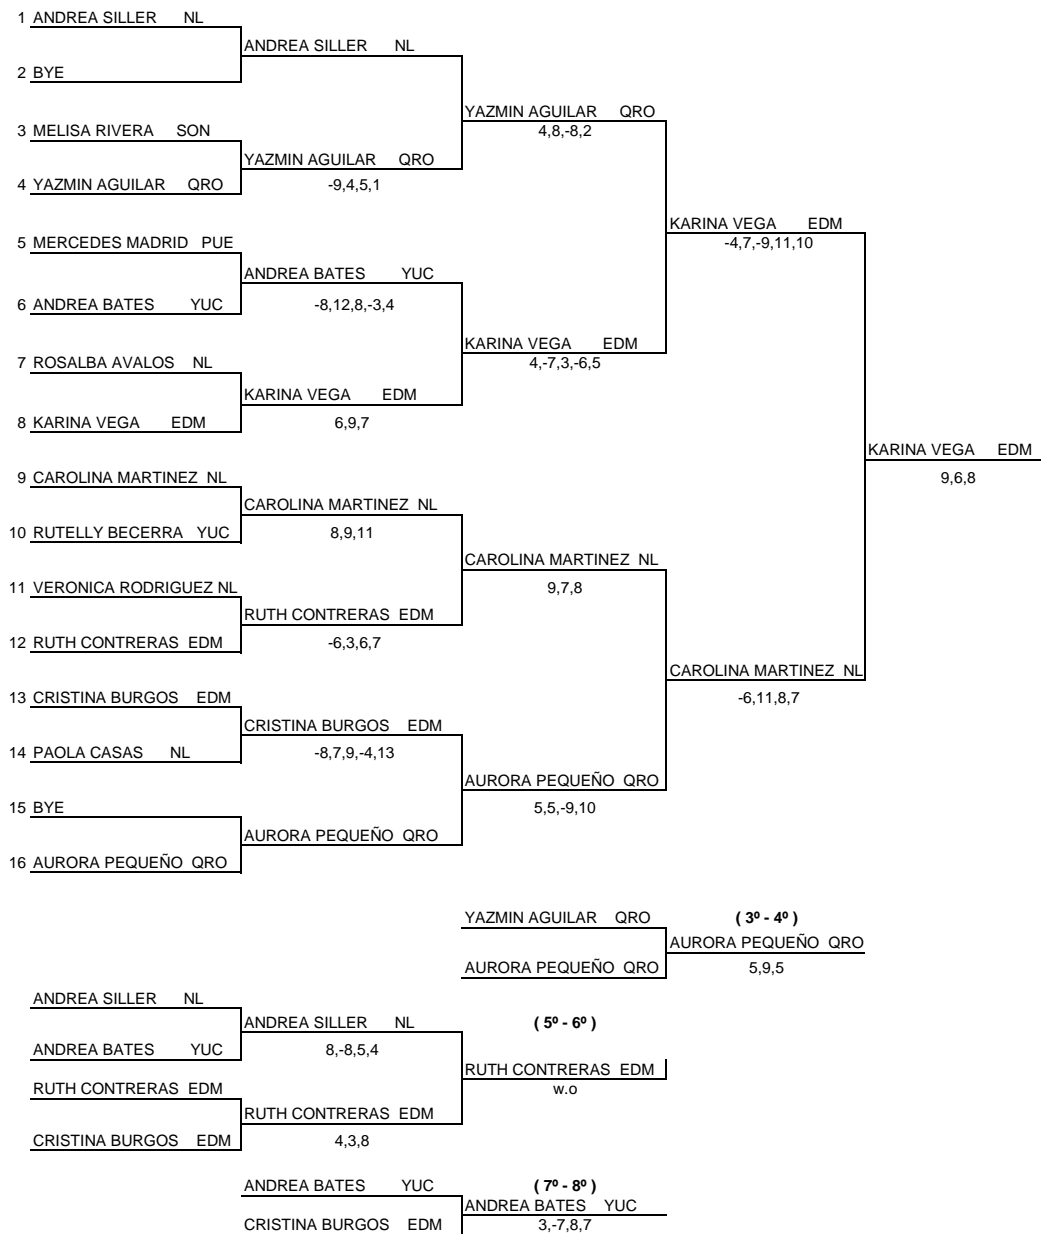 1 ANDREA SILLER NL
ANDREA SILLER NL
2 BYE
YAZMIN AGUILAR QRO
4,8,-8,2
3 MELISA RIVERA SON
YAZMIN AGUILAR QRO
4 YAZMIN AGUILAR QRO
-9,4,5,1
KARINA VEGA EDM
-4,7,-9,11,10
5 MERCEDES MADRID PUE
ANDREA BATES YUC
6 ANDREA BATES YUC
-8,12,8,-3,4
KARINA VEGA EDM
4,-7,3,-6,5
7 ROSALBA AVALOS NL
KARINA VEGA EDM
8 KARINA VEGA EDM
6,9,7
KARINA VEGA EDM
9,6,8
9 CAROLINA MARTINEZ NL
CAROLINA MARTINEZ NL
10 RUTELLY BECERRA YUC
8,9,11
CAROLINA MARTINEZ NL
9,7,8
11 VERONICA RODRIGUEZ NL
RUTH CONTRERAS EDM
12 RUTH CONTRERAS EDM
-6,3,6,7
CAROLINA MARTINEZ NL
-6,11,8,7
13 CRISTINA BURGOS EDM
CRISTINA BURGOS EDM
14 PAOLA CASAS NL
-8,7,9,-4,13
AURORA PEQUEÑO QRO
5,5,-9,10
15 BYE
AURORA PEQUEÑO QRO
16 AURORA PEQUEÑO QRO
YAZMIN AGUILAR QRO
( 3º - 4º )
AURORA PEQUEÑO QRO
AURORA PEQUEÑO QRO
5,9,5
ANDREA SILLER NL
ANDREA SILLER NL
( 5º - 6º )
ANDREA BATES YUC
8,-8,5,4
RUTH CONTRERAS EDM
w.o
RUTH CONTRERAS EDM
RUTH CONTRERAS EDM
CRISTINA BURGOS EDM
4,3,8
ANDREA BATES YUC
( 7º - 8º )
ANDREA BATES YUC
CRISTINA BURGOS EDM
3,-7,8,7